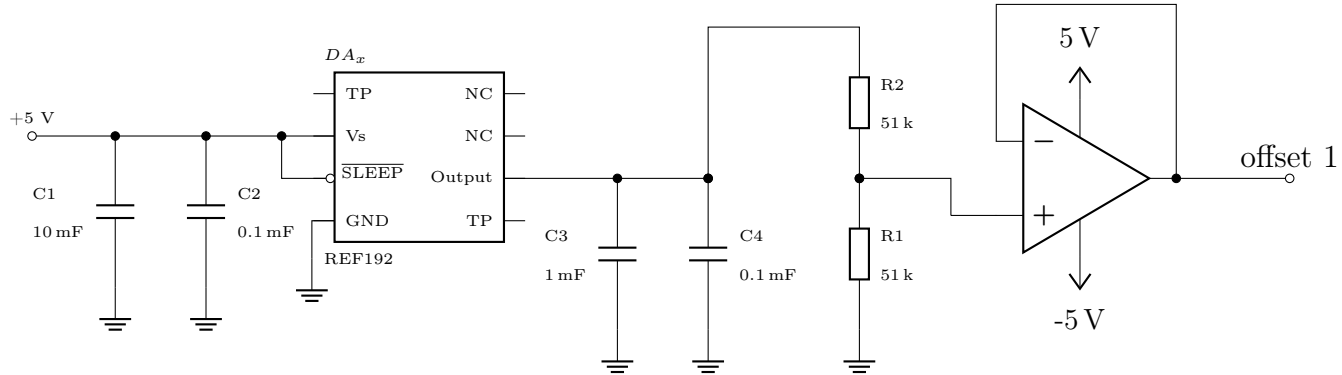 +5 V
C1
10 mF
C2
0.1 mF
DAₓ
TP
Vs
SLEEP
GND
NC
NC
Output
TP
REF192
C3
1 mF
C4
0.1 mF
R2
51 k
R1
51 k
5 V
−
+
-5 V
offset 1